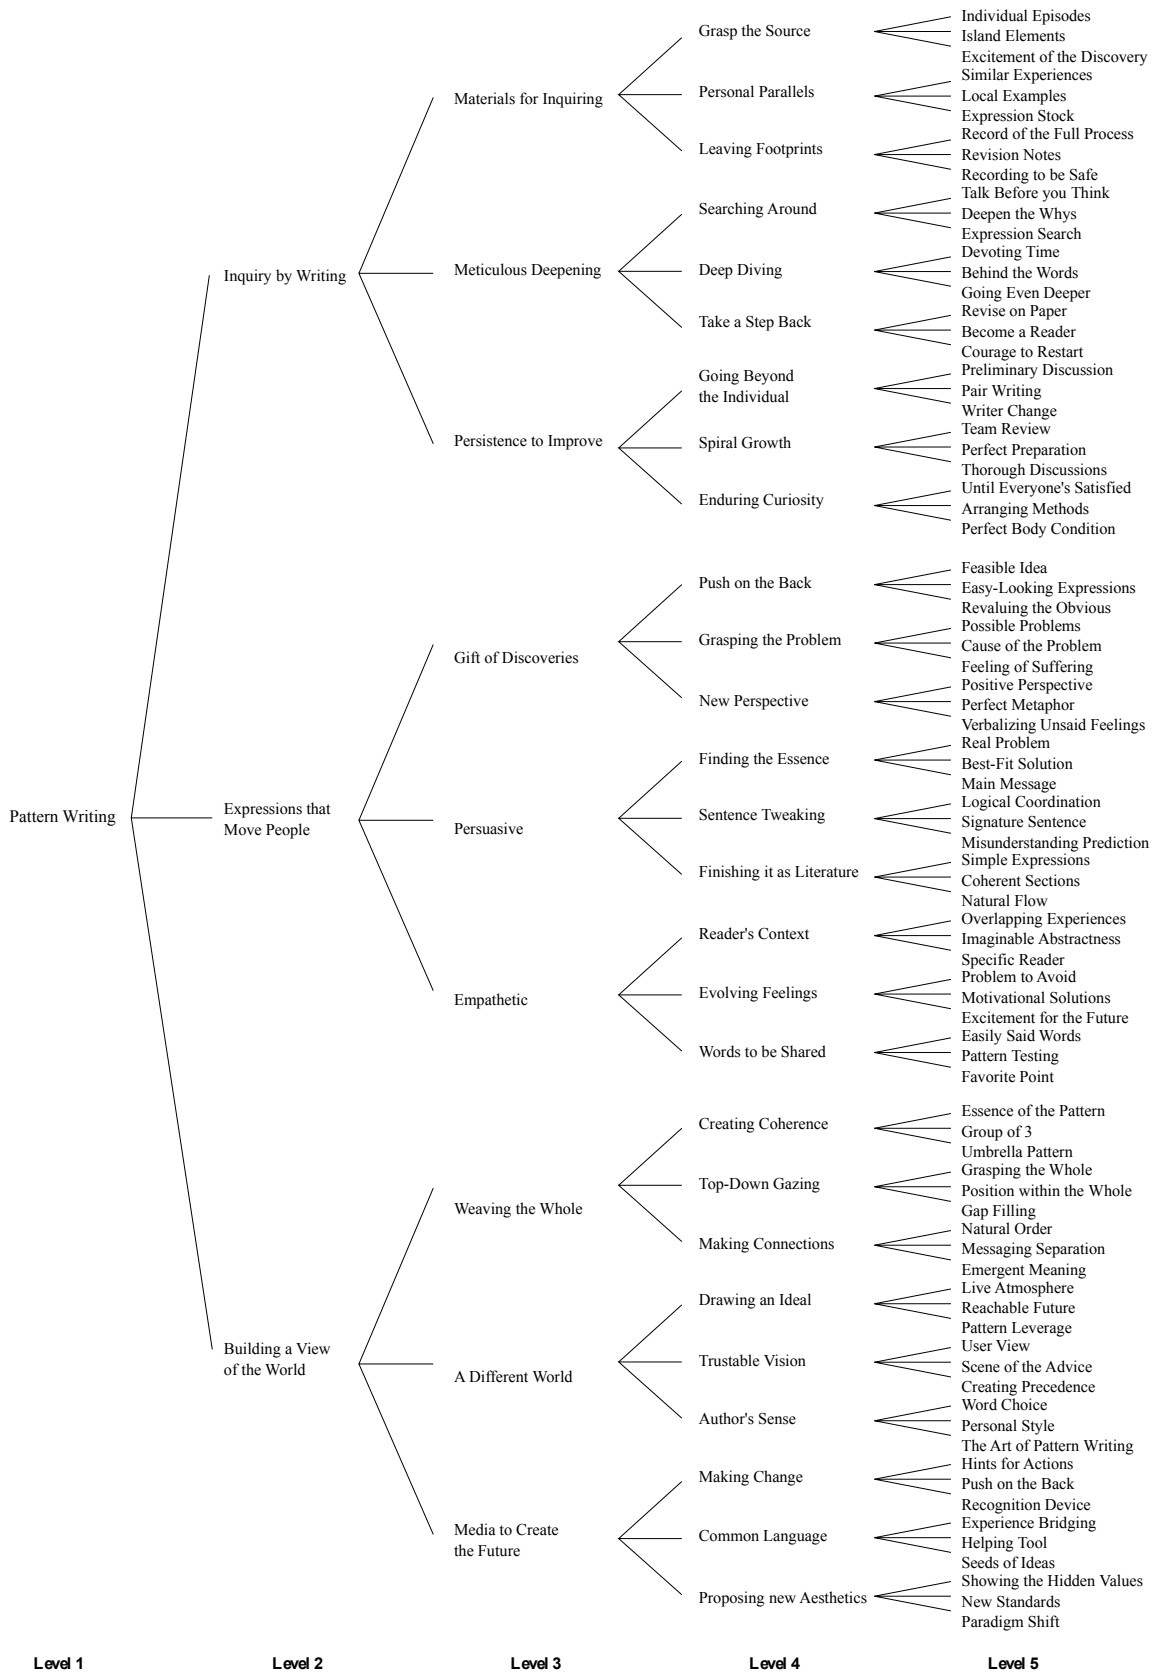 Pattern Writing
Inquiry by Writing
Materials for Inquiring
Grasp the Source
Individual Episodes
Island Elements
Excitement of the Discovery
Personal Parallels
Similar Experiences
Local Examples
Expression Stock
Leaving Footprints
Record of the Full Process
Revision Notes
Recording to be Safe
Meticulous Deepening
Searching Around
Talk Before you Think
Deepen the Whys
Expression Search
Deep Diving
Devoting Time
Behind the Words
Going Even Deeper
Take a Step Back
Revise on Paper
Become a Reader
Courage to Restart
Persistence to Improve
Going Beyond
the Individual
Preliminary Discussion
Pair Writing
Writer Change
Spiral Growth
Team Review
Perfect Preparation
Thorough Discussions
Enduring Curiosity
Until Everyone's Satisfied
Arranging Methods
Perfect Body Condition
Expressions that
Move People
Gift of Discoveries
Push on the Back
Feasible Idea
Easy-Looking Expressions
Revaluing the Obvious
Grasping the Problem
Possible Problems
Cause of the Problem
Feeling of Suffering
New Perspective
Positive Perspective
Perfect Metaphor
Verbalizing Unsaid Feelings
Persuasive
Finding the Essence
Real Problem
Best-Fit Solution
Main Message
Sentence Tweaking
Logical Coordination
Signature Sentence
Misunderstanding Prediction
Finishing it as Literature
Simple Expressions
Coherent Sections
Natural Flow
Empathetic
Reader's Context
Overlapping Experiences
Imaginable Abstractness
Specific Reader
Evolving Feelings
Problem to Avoid
Motivational Solutions
Excitement for the Future
Words to be Shared
Easily Said Words
Pattern Testing
Favorite Point
Building a View
of the World
Weaving the Whole
Creating Coherence
Essence of the Pattern
Group of 3
Umbrella Pattern
Top-Down Gazing
Grasping the Whole
Position within the Whole
Gap Filling
Making Connections
Natural Order
Messaging Separation
Emergent Meaning
A Different World
Drawing an Ideal
Live Atmosphere
Reachable Future
Pattern Leverage
Trustable Vision
User View
Scene of the Advice
Creating Precedence
Author's Sense
Word Choice
Personal Style
The Art of Pattern Writing
Media to Create
the Future
Making Change
Hints for Actions
Push on the Back
Recognition Device
Common Language
Experience Bridging
Helping Tool
Seeds of Ideas
Proposing new Aesthetics
Showing the Hidden Values
New Standards
Paradigm Shift
Level 1
Level 2
Level 3
Level 4
Level 5